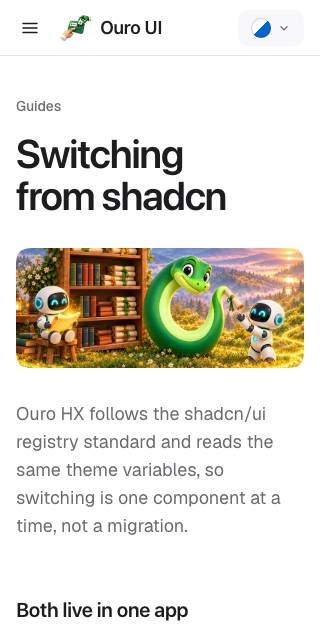 Ouro UI
Guides
Switching
from shadcn
Ouro HX follows the shadcn/ui
registry standard and reads the
same theme variables, so
switching is one component at a
time, not a migration.
Both live in one app